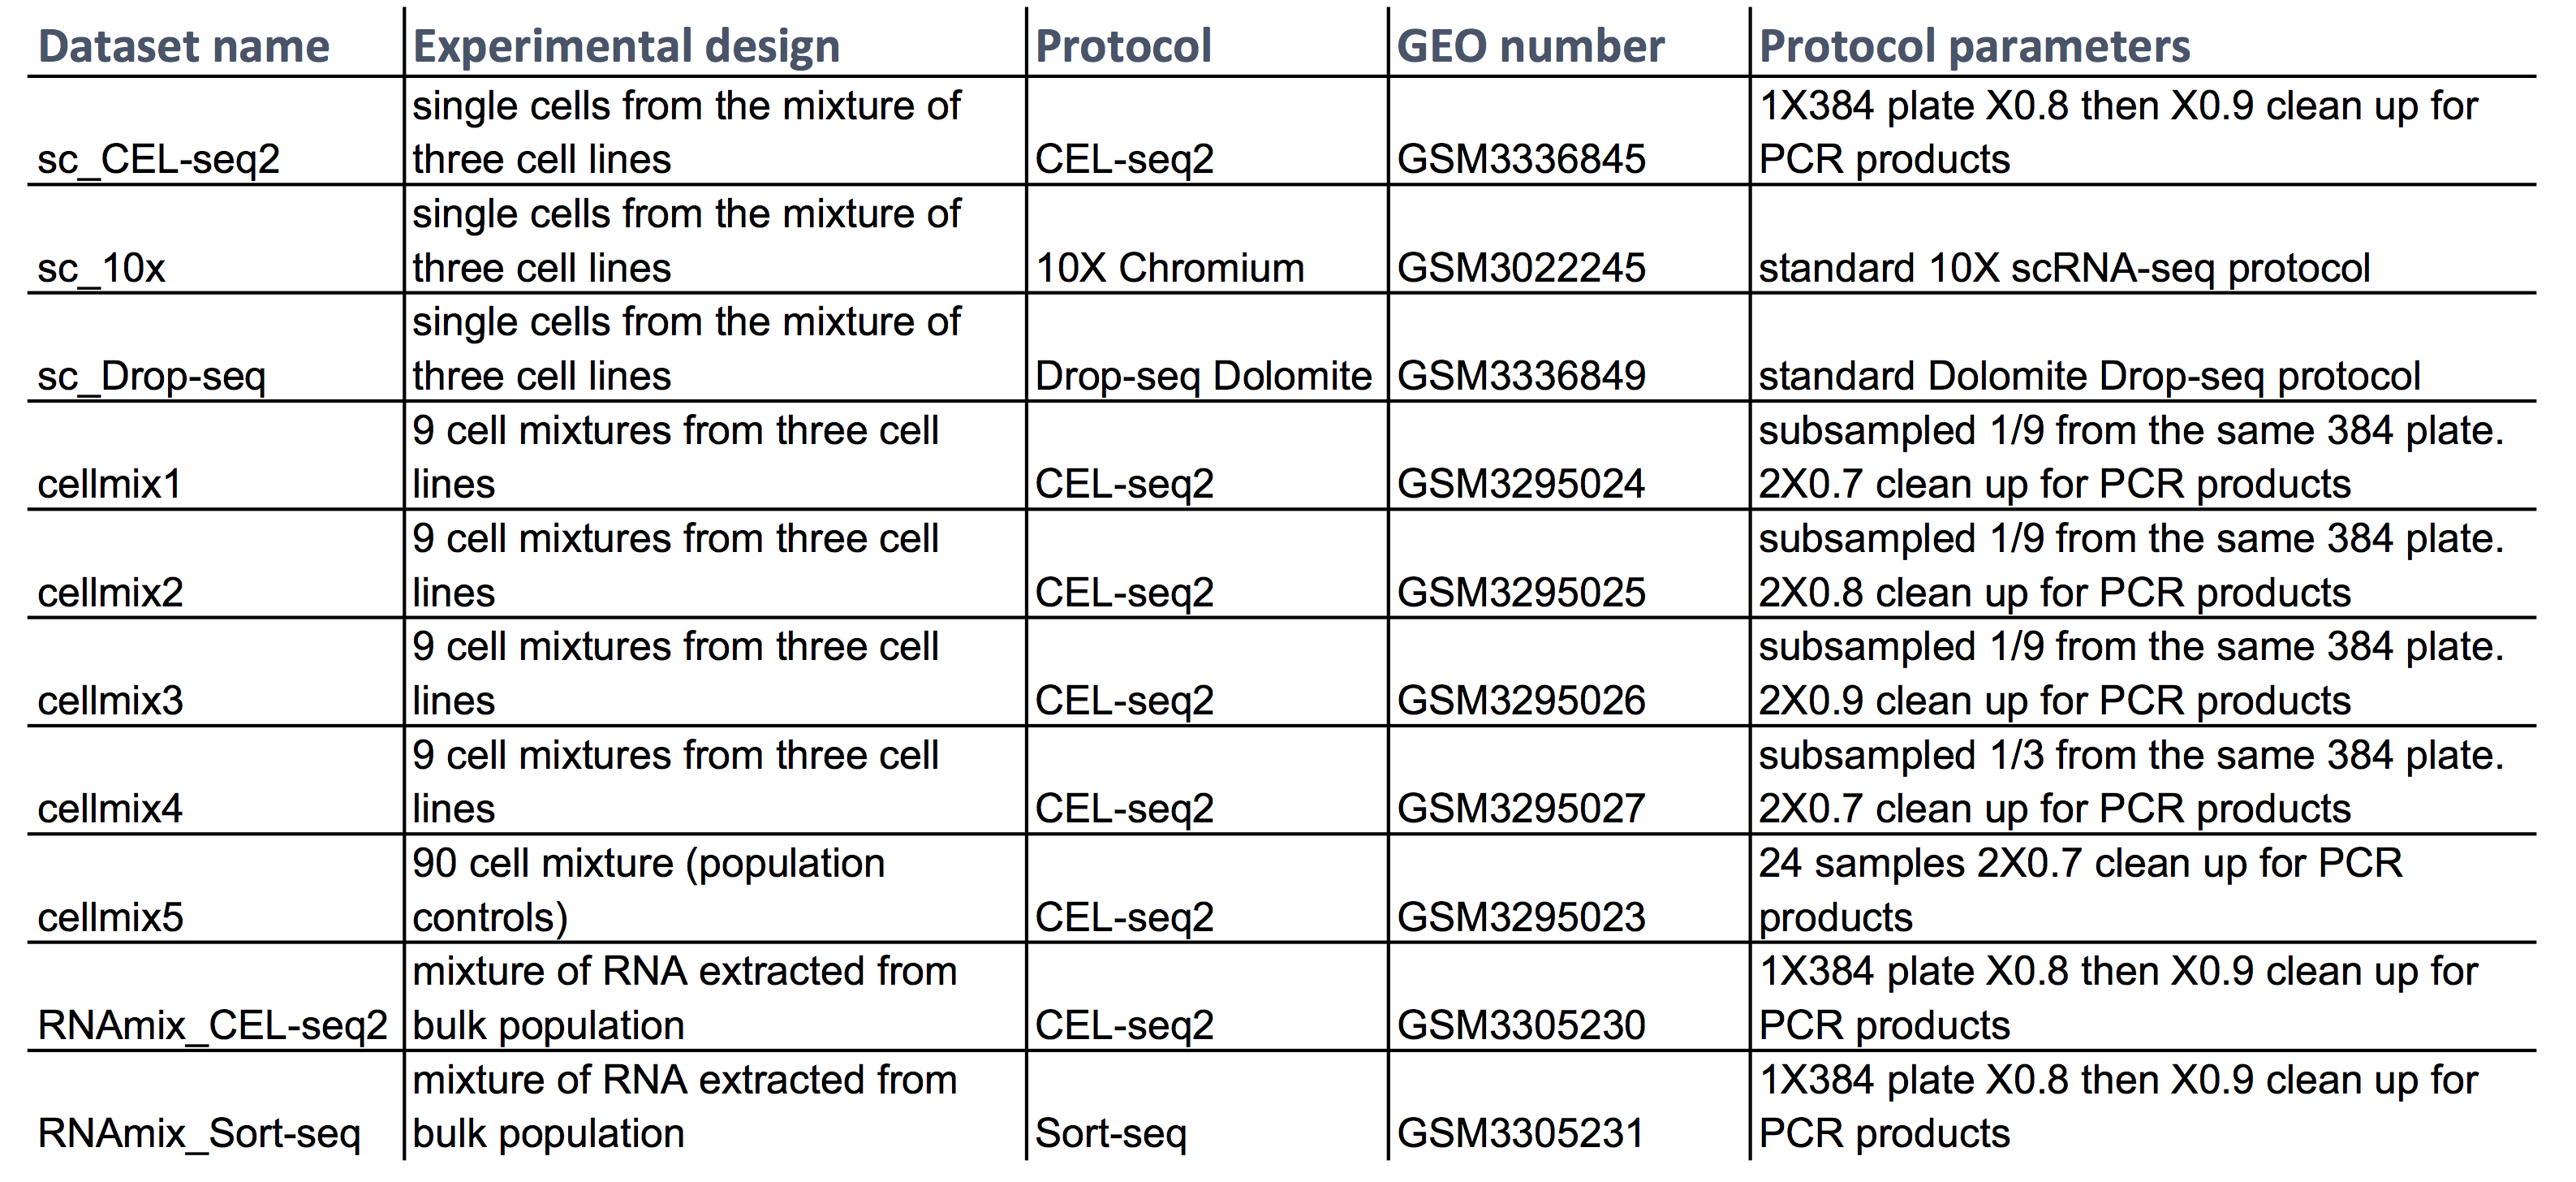 Dataset name Experimental design Protocol GEO number Protocol parameters
single cells from the mixture of 1X384 plate X0.8 then X0.9 clean up for
sc_CEL-seq2 three cell lines CEL-seq2 GSM3336845 PCR products
single cells from the mixture of
sc_10x three cell lines 10X Chromium GSM3022245 standard 10X scRNA-seq protocol
single cells from the mixture of
sc_Drop-seq three cell lines Drop-seq Dolomite GSM3336849 standard Dolomite Drop-seq protocol
9 cell mixtures from three cell subsampled 1/9 from the same 384 plate.
cellmix1 lines CEL-seq2 GSM3295024 2X0.7 clean up for PCR products
9 cell mixtures from three cell subsampled 1/9 from the same 384 plate.
cellmix2 lines CEL-seq2 GSM3295025 2X0.8 clean up for PCR products
9 cell mixtures from three cell subsampled 1/9 from the same 384 plate.
cellmix3 lines CEL-seq2 GSM3295026 2X0.9 clean up for PCR products
9 cell mixtures from three cell subsampled 1/3 from the same 384 plate.
cellmix4 lines CEL-seq2 GSM3295027 2X0.7 clean up for PCR products
90 cell mixture (population 24 samples 2X0.7 clean up for PCR
cellmix5 controls) CEL-seq2 GSM3295023 products
mixture of RNA extracted from 1X384 plate X0.8 then X0.9 clean up for
RNAmix_CEL-seq2 bulk population CEL-seq2 GSM3305230 PCR products
mixture of RNA extracted from 1X384 plate X0.8 then X0.9 clean up for
RNAmix_Sort-seq bulk population Sort-seq GSM3305231 PCR products